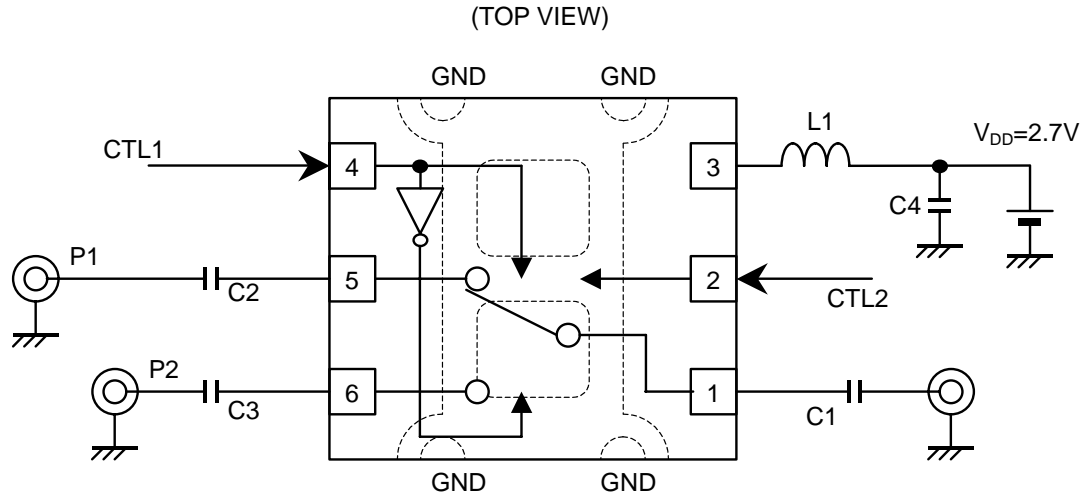 (TOP VIEW)
GND GND
L1
V_DD=2.7V
CTL1
4
3
C4
P1
C2
5
2
CTL2
P2
C3
6
1
C1
GND GND